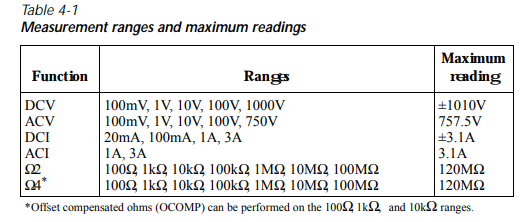 Table 4-1
Measurement ranges and maximum readings
Function Ranges Maximum reading
DCV 100mV, 1V, 10V, 100V, 1000V ±1010V
ACV 100mV, 1V, 10V, 100V, 750V 757.5V
DCI 20mA, 100mA, 1A, 3A ±3.1A
ACI 1A, 3A 3.1A
Ω2 100Ω, 1kΩ, 10kΩ, 100kΩ, 1MΩ, 10MΩ, 100MΩ 120MΩ
Ω4* 100Ω, 1kΩ, 10kΩ, 100kΩ, 1MΩ, 10MΩ, 100MΩ 120MΩ
*Offset compensated ohms (OCOMP) can be performed on the 100Ω, 1kΩ, and 10kΩ ranges.